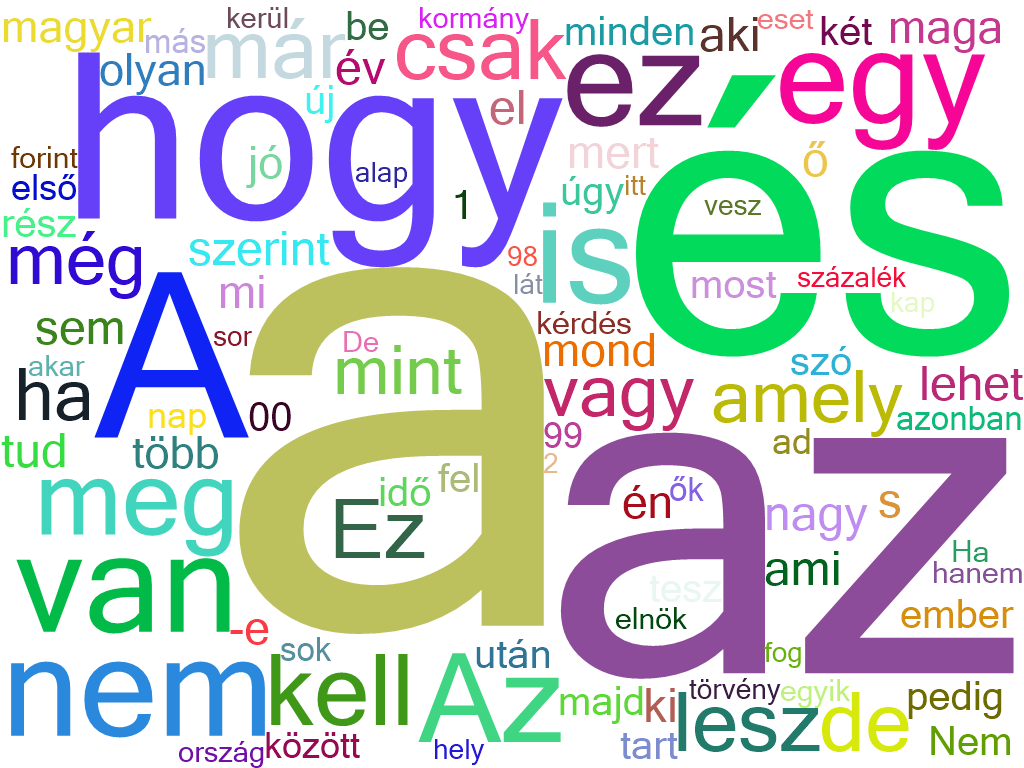 magyar
más
kerül
már
be
kormány
csak
minden
aki
eset
két
maga
olyan
év
új
el
ez
egy
hogy
és
forint
első
rész
jó
alap
1
mert
úgy
itt
ő
vesz
még
szerint
mi
98
lát
is
most
százalék
kap
sem
sor
A
a
De
mint
kérdés
mond
szó
akar
ha
nap
00
vagy
amely
lehet
azonban
tud
több
99
2
ad
az
meg
idő
fel
Ez
én
ők
nagy
s
van
-e
ami
Ha
hanem
tesz
elnök
ember
nem
sok
kell
Az
után
fog
majd
ki
törvény
egyik
lesz
de
pedig
Nem
ország
között
hely
tart